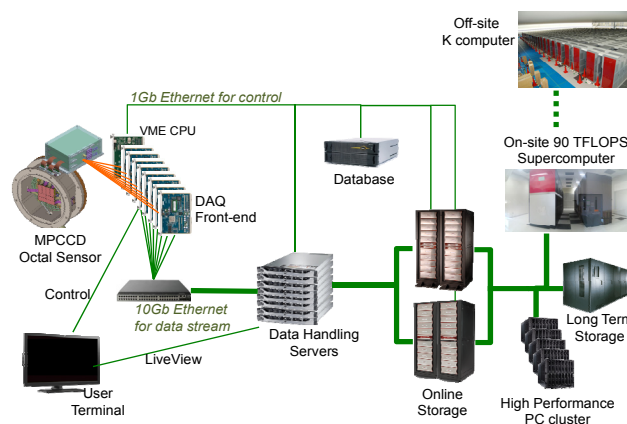 Off-site
K computer
1Gb Ethernet for control
VME CPU
On-site 90 TFLOPS
Supercomputer
Database
DAQ
Front-end
MPCCD
Octal Sensor
Control
10Gb Ethernet
for data stream
Data Handling
Servers
LiveView
User
Terminal
Online
Storage
Long Term
Storage
High Performance
PC cluster